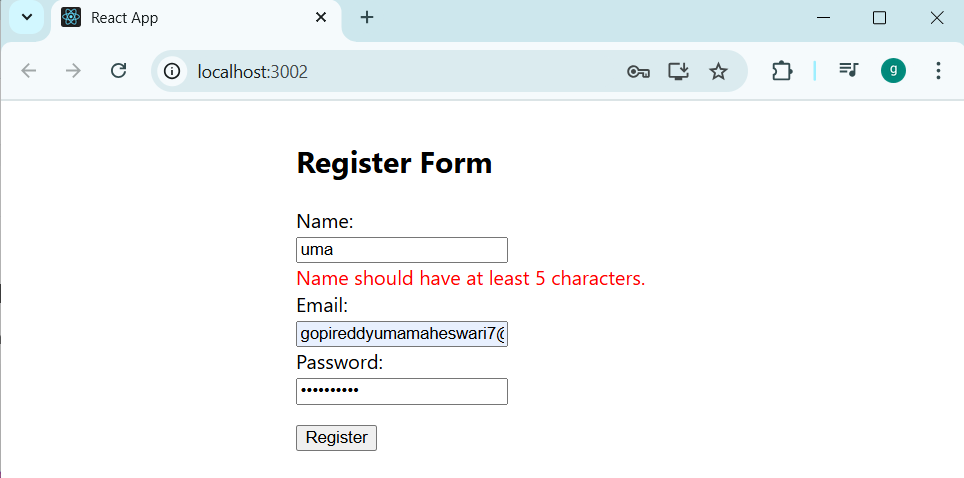 React App
localhost:3002
g
Register Form
Name:
uma
Name should have at least 5 characters.
Email:
gopireddyumamaheswari7@
Password:
••••••••••
Register